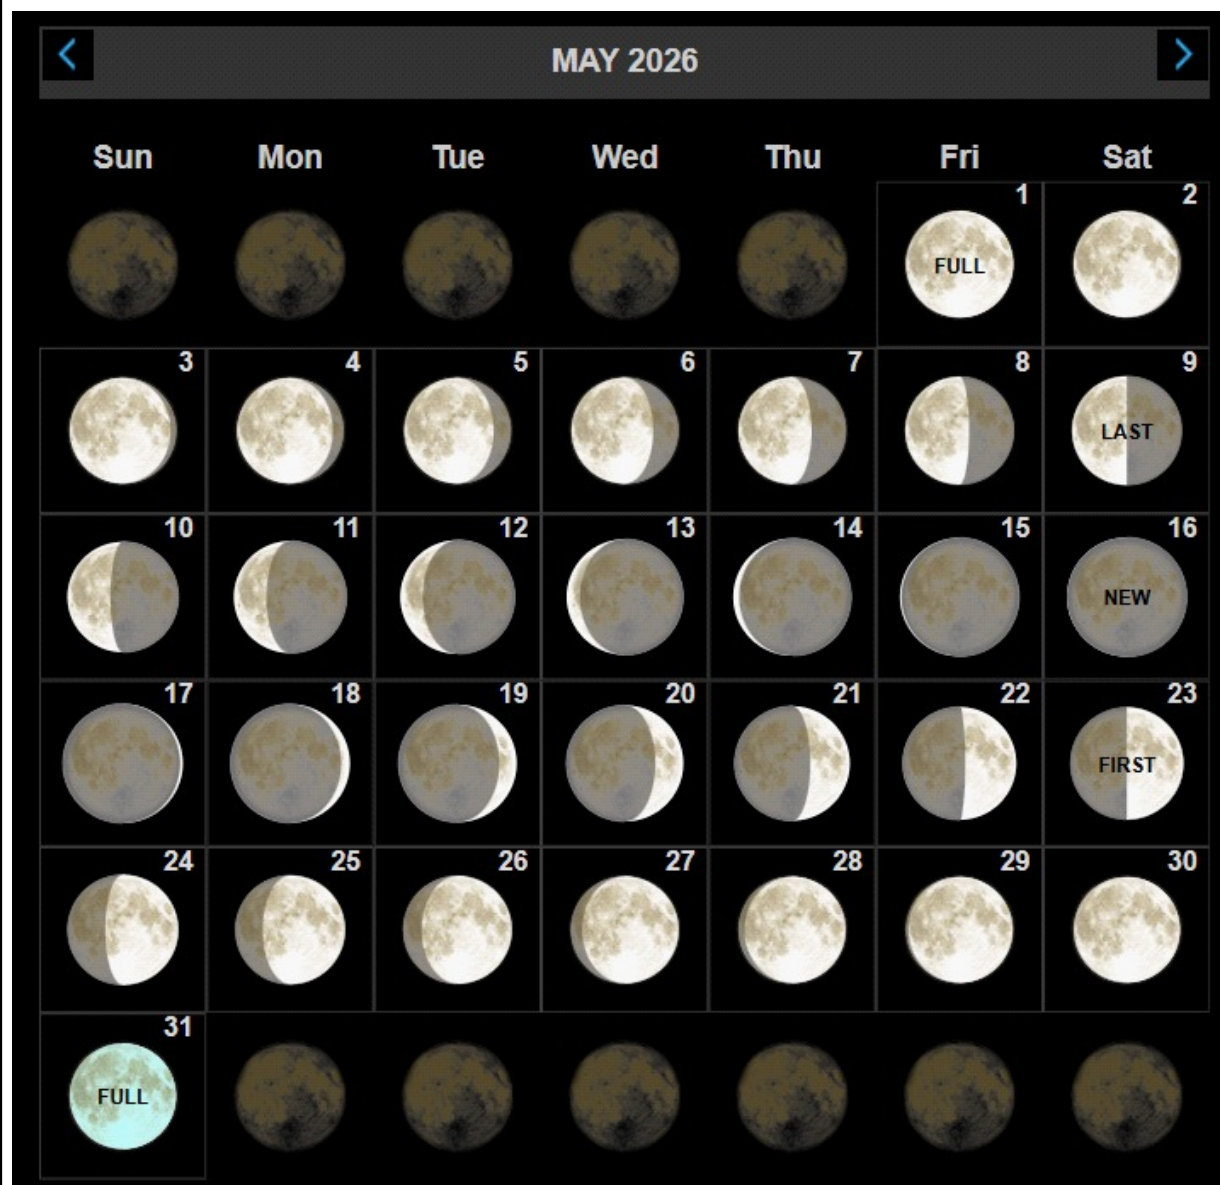 MAY 2026
Sun Mon Tue Wed Thu Fri Sat
1 2
FULL
3 4 5 6 7 8 9
LAST
10 11 12 13 14 15 16
NEW
17 18 19 20 21 22 23
FIRST
24 25 26 27 28 29 30
31
FULL